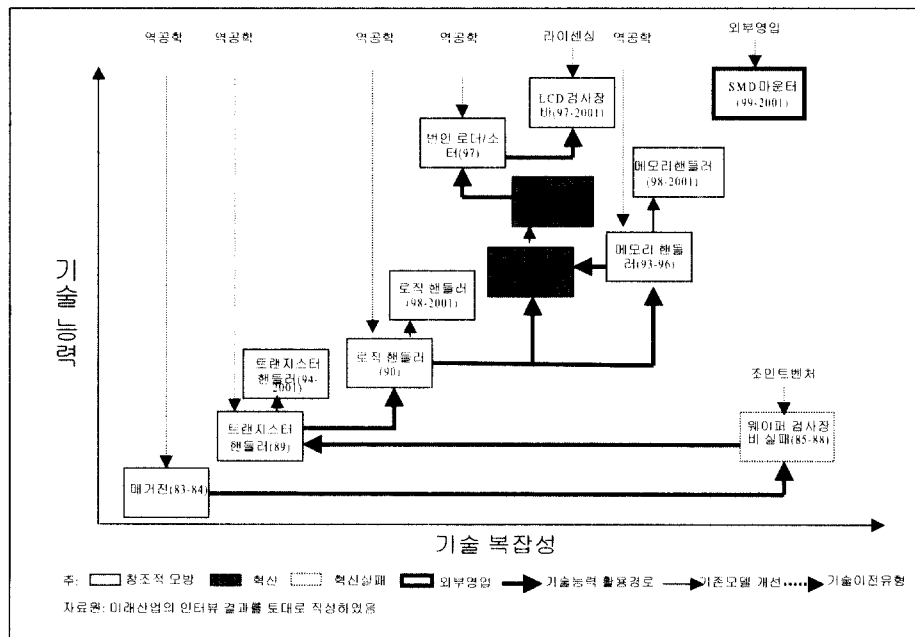 역공학 역공학 역공학 역공학 라이센싱 역공학 외부영입
SMD마운터
(99-2001)
LCD검사장
비(97-2001)
번인 로더/소
터(97)
메모리핸들러
(98-2001)
메모리 핸들
러(93-96)
로직 핸들러
(98-2001)
로직 핸들러
(90)
트랜지스터
핸들러(94-
2001)
트랜지스터
핸들러(89)
조인트벤처
웨이퍼 검사장
비 실패(85-88)
매거진(83-84)
기술 능력
기술 복잡성
주: 창조적 모방 혁신 혁신실패 외부영입 기술능력 활용경로 기존모델 개선 기술이전유형
자료원: 미래산업의 인터뷰 결과를 토대로 작성하였음